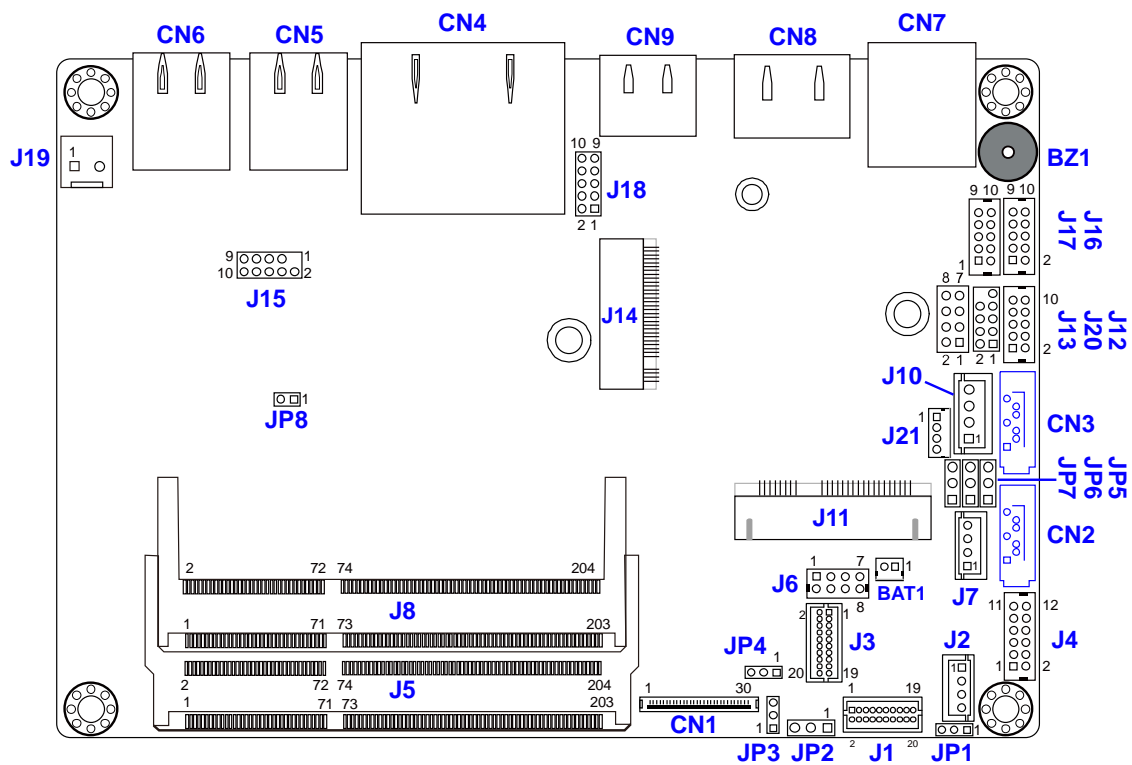 CN6 CN5 CN4 CN9 CN8 CN7
J19 1
BZ1
10 9
J18
2 1
9 10 9 10
J17 J16
1 2
9 1
10 2
J15
J14
8 7
10
J13 J20 J12
2 1 2 1 2
J10
1
JP8
1
J21
1
CN3
JP7 JP6 JP5
J11
CN2
1
J7
2 72 74 204
J8
1 7
J6
8
1
BAT1
1 71 73 203
2 1
J3
20 19
11 12
J4
1 2
J2
1
JP4
1
2 72 74 204
J5
1 71 73 203
1 30
CN1
1
JP3
1
JP2
1 19
J1
2 20
1
JP1